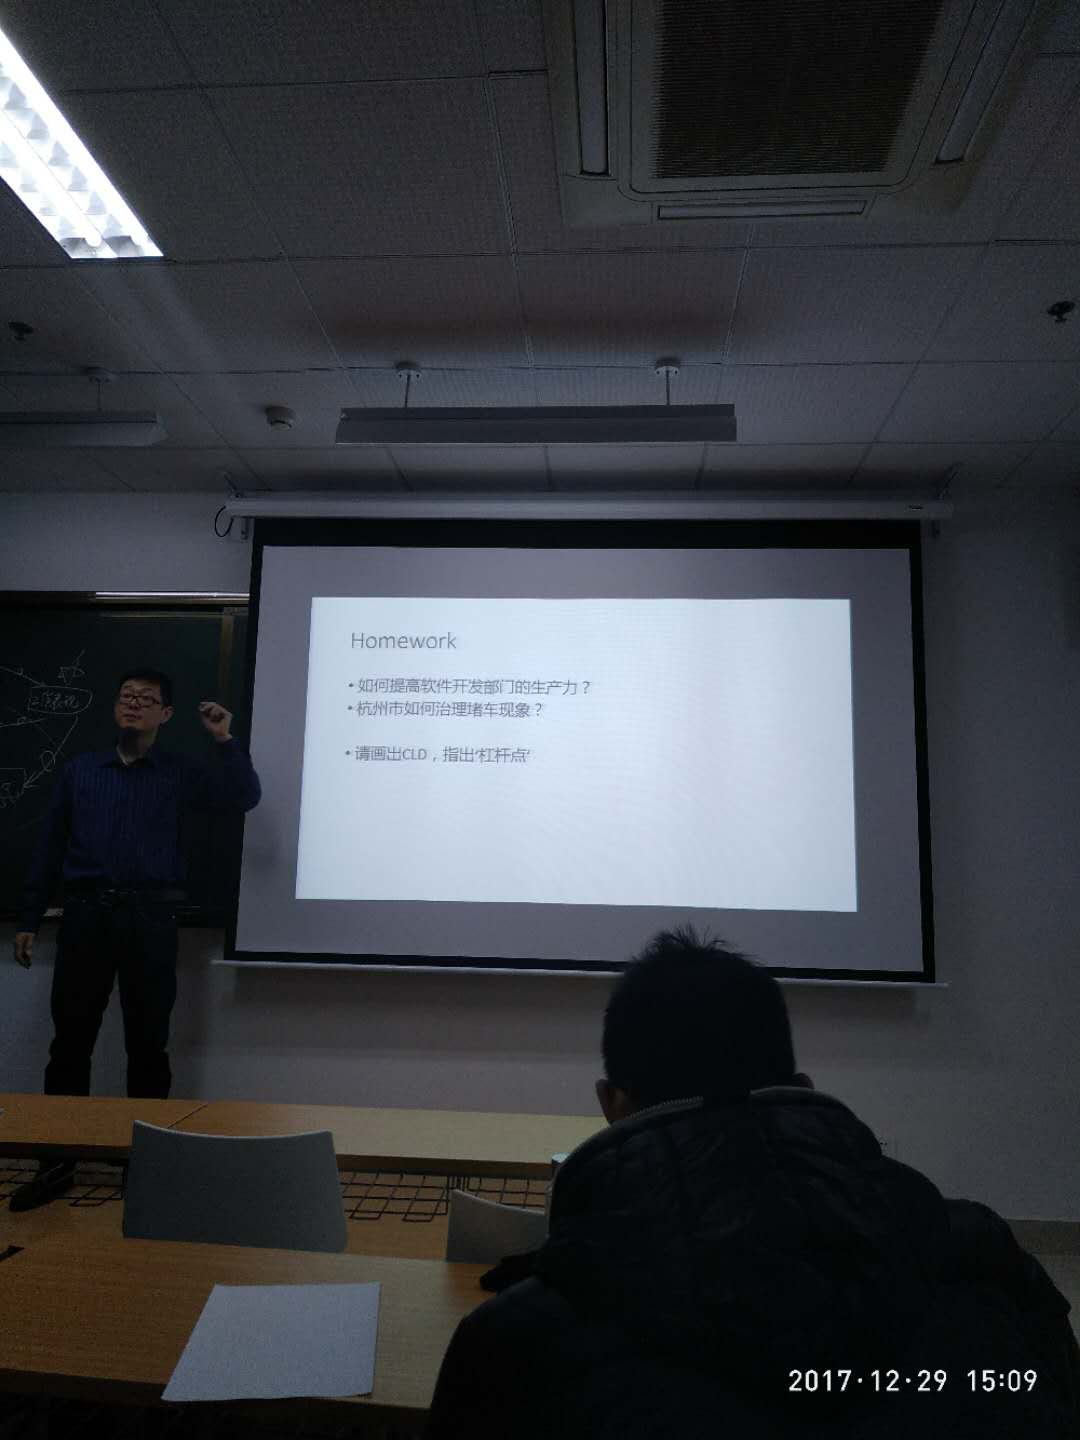 Homework
• 如何提高软件开发部门的生产力？
• 杭州市如何治理堵车现象？
• 请画出CLD，指出‘杠杆点’
2017·12·29 15:09